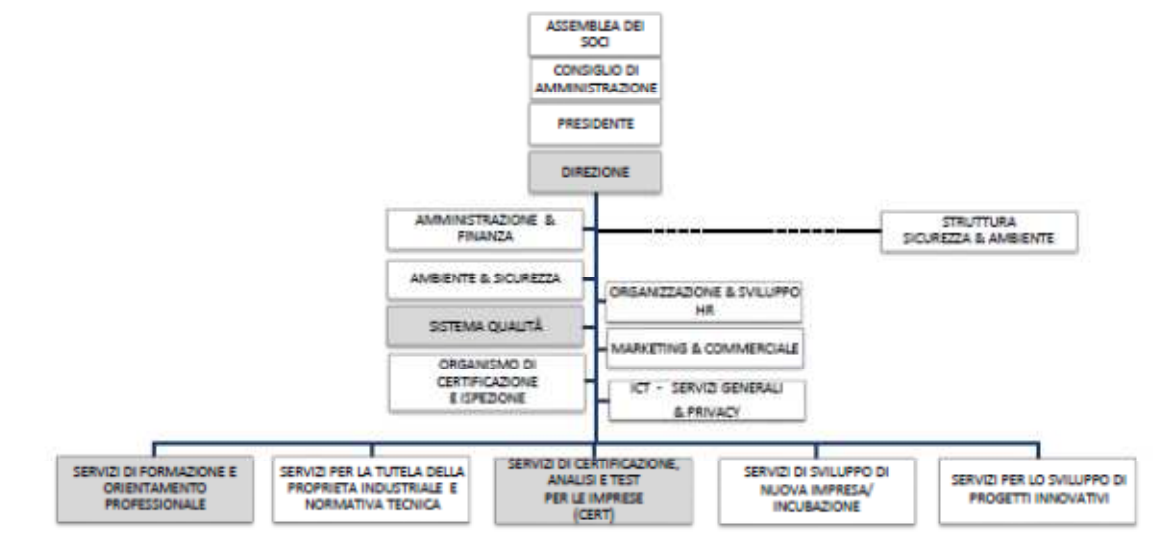 ASSEMBLEA DEI
SOCI
CONSIGLIO DI
AMMINISTRAZIONE
PRESIDENTE
DIREZIONE
AMMINISTRAZIONE &
FINANZA
STRUTTURA
SICUREZZA & AMBIENTE
AMBIENTE & SICUREZZA
ORGANIZZAZIONE & SVILUPPO
HR
SISTEMA QUALITÀ
MARKETING & COMMERCIALE
ORGANISMO DI
CERTIFICAZIONE
E ISPEZIONE
ICT - SERVIZI GENERALI
& PRIVACY
SERVIZI DI FORMAZIONE E
ORIENTAMENTO
PROFESSIONALE
SERVIZI PER LA TUTELA DELLA
PROPRIETA INDUSTRIALE E
NORMATIVA TECNICA
SERVIZI DI CERTIFICAZIONE,
ANALISI E TEST
PER LE IMPRESE
(CERT)
SERVIZI DI SVILUPPO DI
NUOVA IMPRESA/
INCUBAZIONE
SERVIZI PER LO SVILUPPO DI
PROGETTI INNOVATIVI